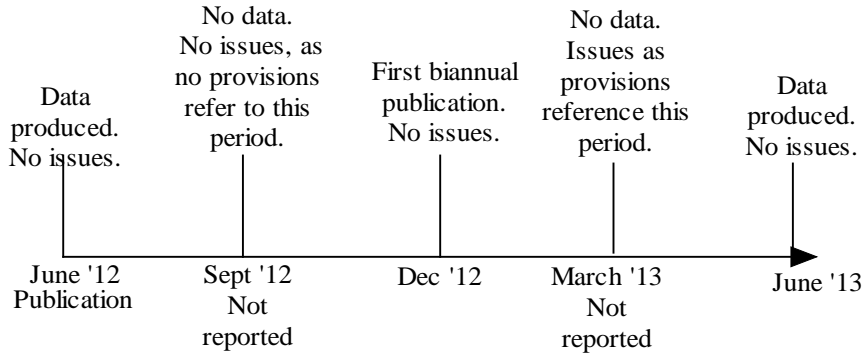 Data
produced.
No issues.
No data.
No issues, as
no provisions
refer to this
period.
First biannual
publication.
No issues.
No data.
Issues as
provisions
reference this
period.
Data
produced.
No issues.
June '12
Publication
Sept '12
Not
reported
Dec '12
March '13
Not
reported
June '13